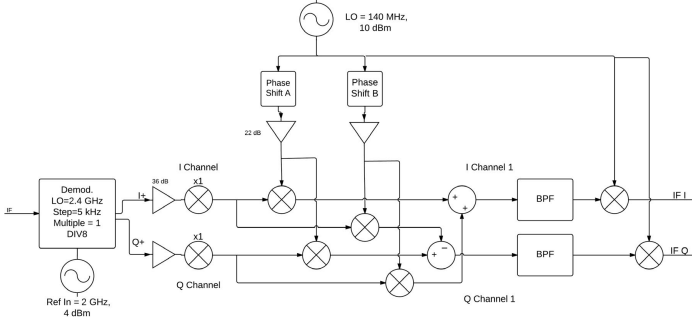 LO = 140 MHz,
10 dBm
Phase
Shift A
Phase
Shift B
22 dB
I Channel
I Channel 1
36 dB
x1
Demod.
LO=2.4 GHz
Step=5 kHz
Multiple = 1
DIV8
IF
I+
+
+
BPF
IF I
Q+
x1
−
+
BPF
IF Q
Q Channel
Q Channel 1
Ref In = 2 GHz,
4 dBm